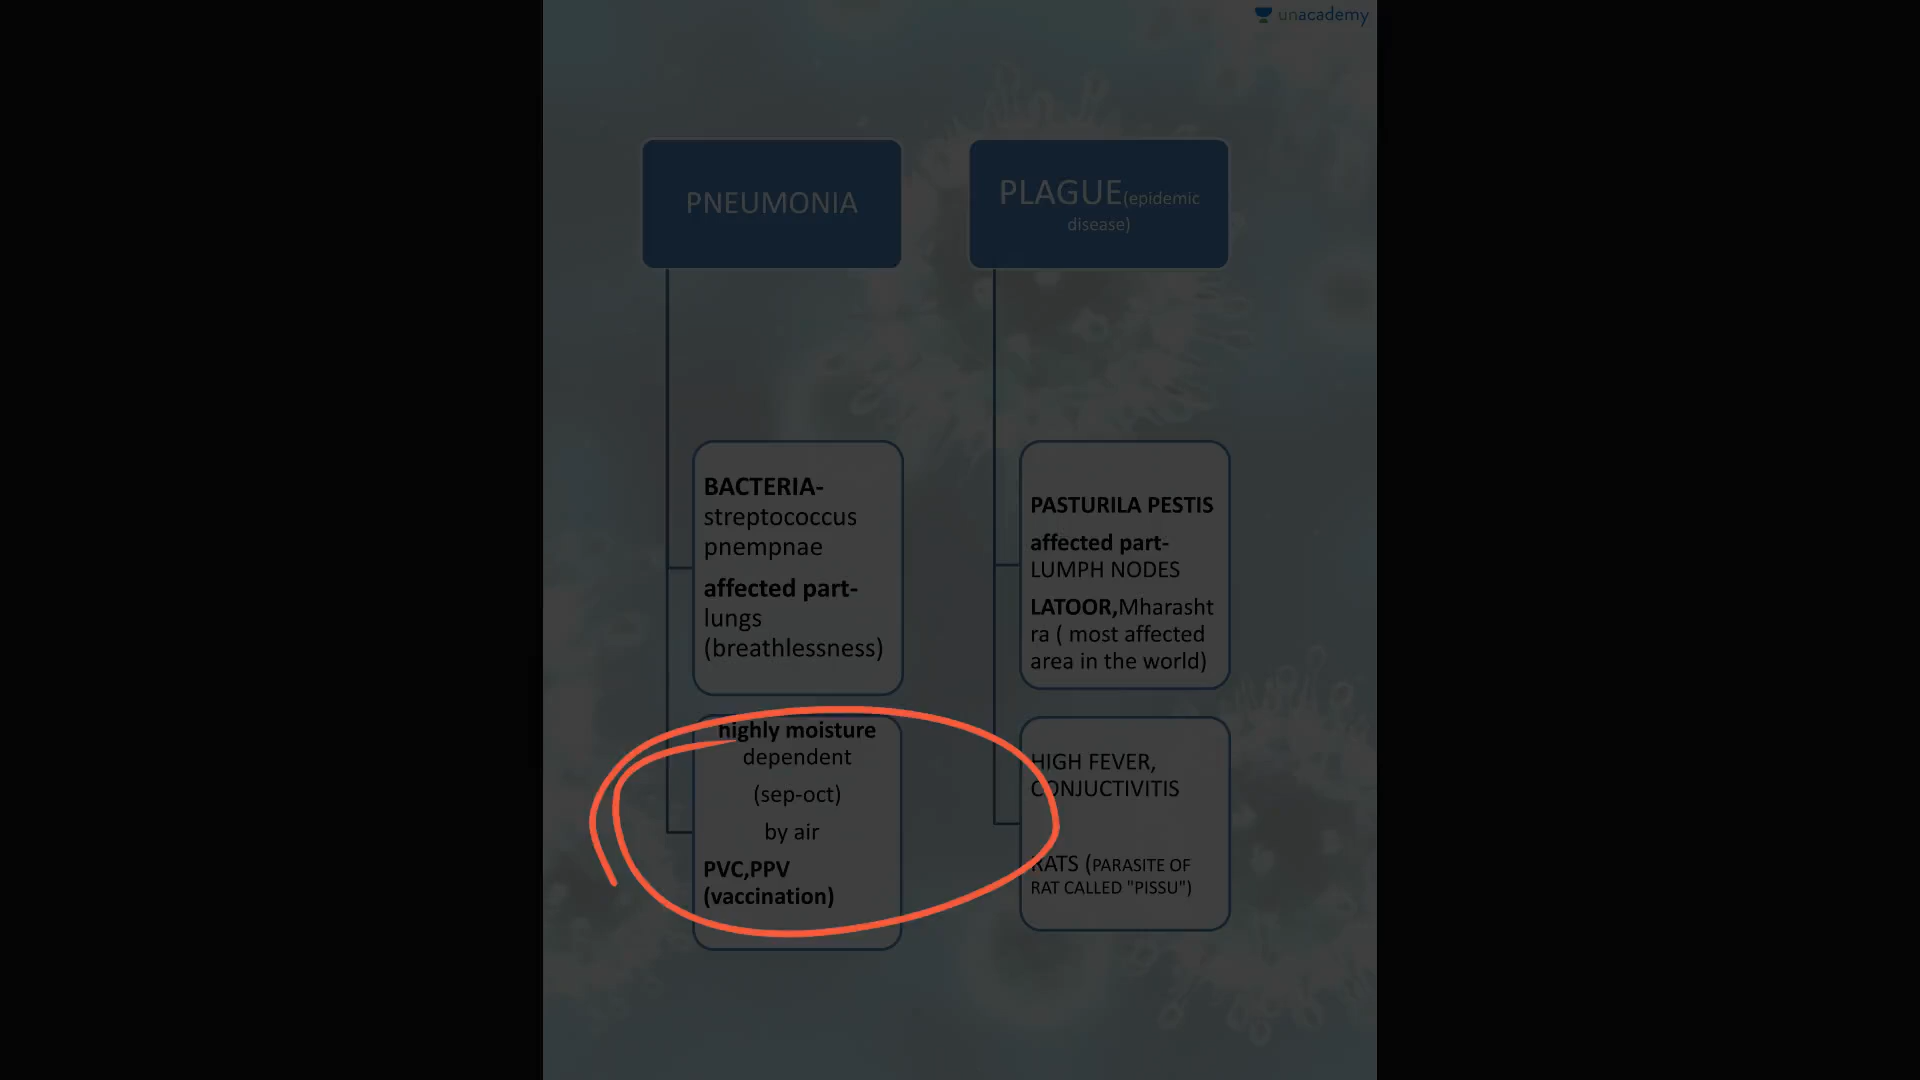 unacademy
PNEUMONIA
BACTERIA-
streptococcus
pnempnae
affected part-
lungs
(breathlessness)
highly moisture
dependent
(sep-oct)
by air
PVC,PPV
(vaccination)
PLAGUE(epidemic
disease)
PASTURILA PESTIS
affected part-
LUMPH NODES
LATOOR,Mharasht
ra ( most affected
area in the world)
HIGH FEVER,
CONJUCTIVITIS
RATS (PARASITE OF
RAT CALLED "PISSU")